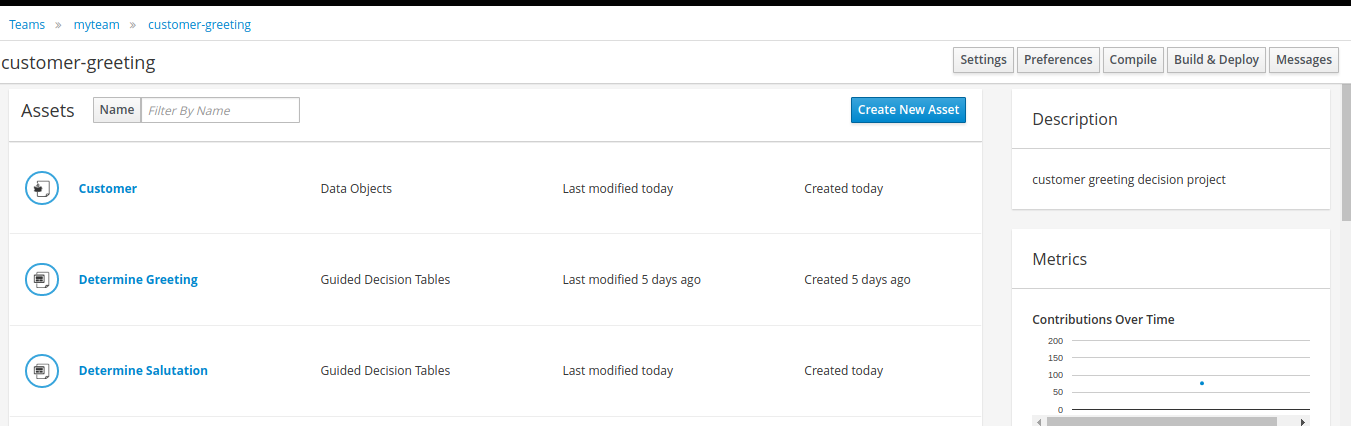 Teams » myteam » customer-greeting
customer-greeting
Settings Preferences Compile Build & Deploy Messages
Assets Name Filter By Name Create New Asset
Customer Data Objects Last modified today Created today
Determine Greeting Guided Decision Tables Last modified 5 days ago Created 5 days ago
Determine Salutation Guided Decision Tables Last modified today Created today
Description
customer greeting decision project
Metrics
Contributions Over Time
200
150
100
50
0